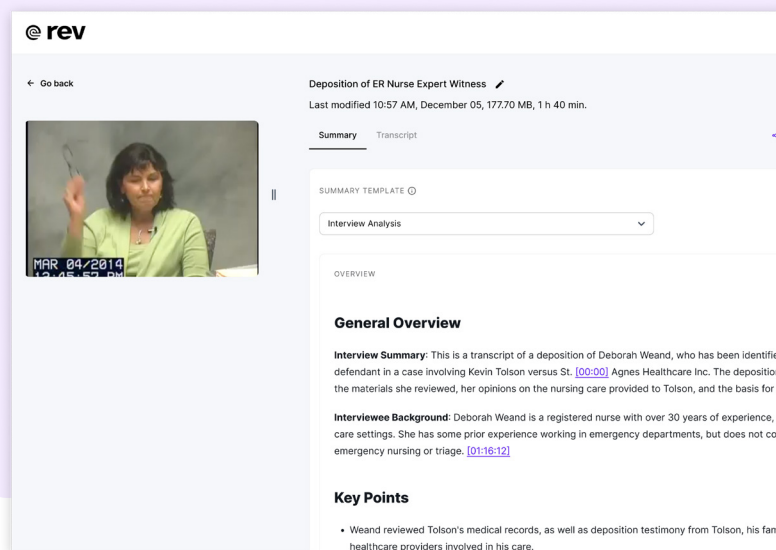 rev
← Go back
Deposition of ER Nurse Expert Witness
Last modified 10:57 AM, December 05, 177.70 MB, 1 h 40 min.
Summary Transcript
SUMMARY TEMPLATE
Interview Analysis
MAR 04/2014
12:45:57 PM
OVERVIEW
General Overview
Interview Summary: This is a transcript of a deposition of Deborah Weand, who has been identifie
defendant in a case involving Kevin Tolson versus St. [00:00] Agnes Healthcare Inc. The deposition
the materials she reviewed, her opinions on the nursing care provided to Tolson, and the basis for
Interviewee Background: Deborah Weand is a registered nurse with over 30 years of experience,
care settings. She has some prior experience working in emergency departments, but does not co
emergency nursing or triage. [01:16:12]
Key Points
• Weand reviewed Tolson's medical records, as well as deposition testimony from Tolson, his fam
healthcare providers involved in his care.